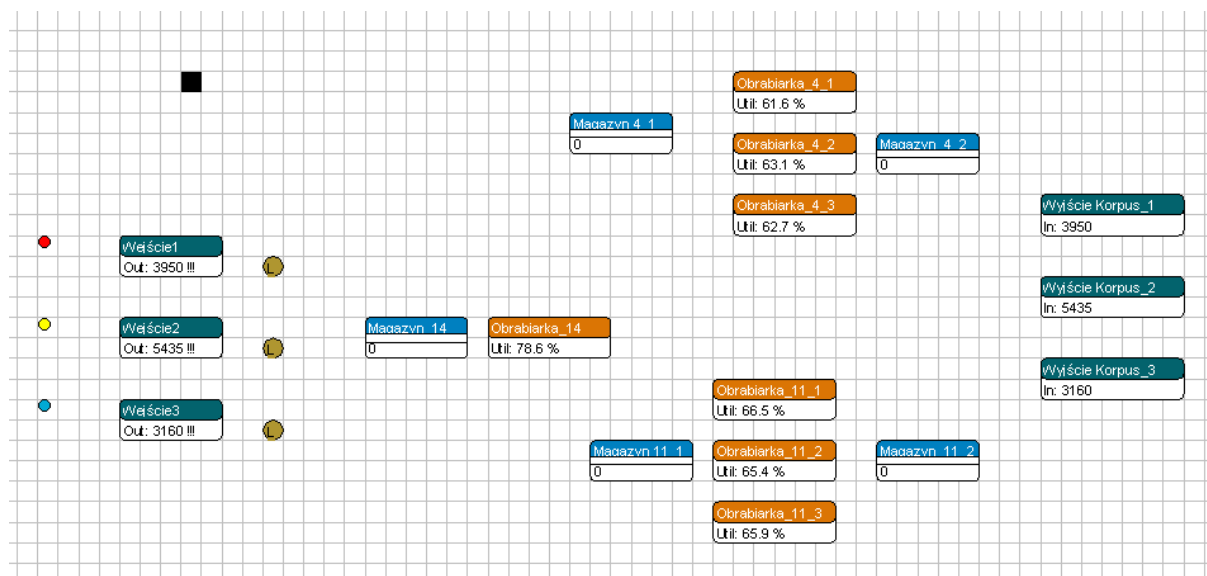 Obrabiarka_4_1
Util: 61.6 %
Magazyn 4_1
0
Obrabiarka_4_2
Util: 63.1 %
Magazyn_4_2
0
Obrabiarka_4_3
Util: 62.7 %
Wyjście Korpus_1
In: 3950
Wejście1
Out: 3950 !!!
L
Wyjście Korpus_2
In: 5435
Wejście2
Out: 5435 !!!
L
Magazyn_14
0
Obrabiarka_14
Util: 78.6 %
Wyjście Korpus_3
In: 3160
Obrabiarka_11_1
Util: 66.5 %
Wejście3
Out: 3160 !!!
L
Magazyn 11_1
0
Obrabiarka_11_2
Util: 65.4 %
Magazyn_11_2
0
Obrabiarka_11_3
Util: 65.9 %